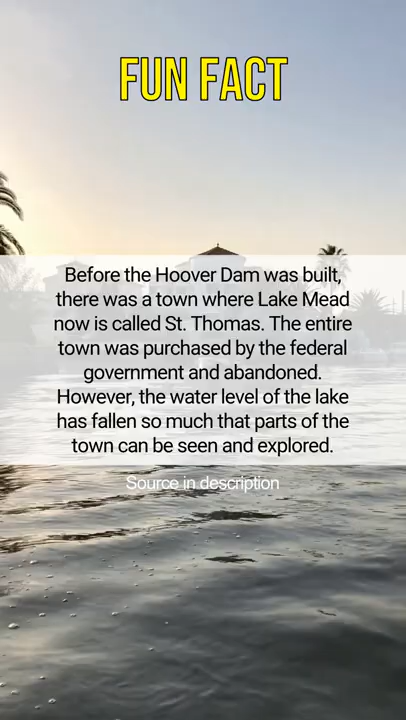 FUN FACT
Before the Hoover Dam was built,
there was a town where Lake Mead
now is called St. Thomas. The entire
town was purchased by the federal
government and abandoned.
However, the water level of the lake
has fallen so much that parts of the
town can be seen and explored.
Source in description